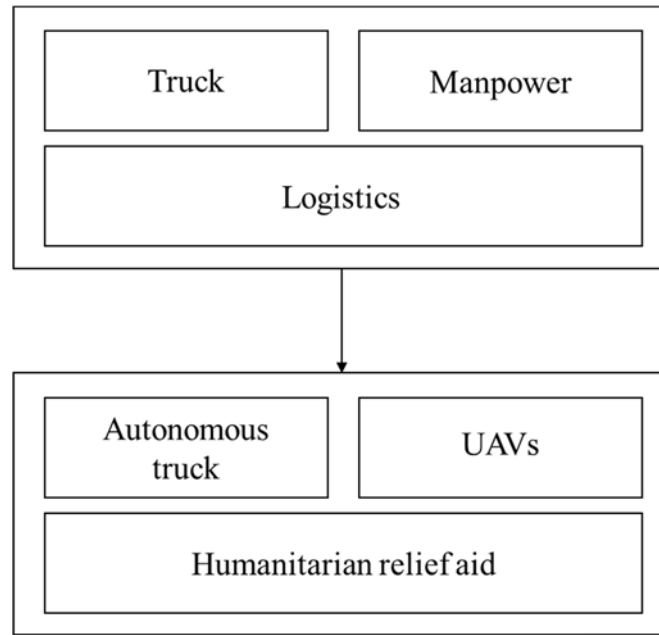 Truck
Manpower
Logistics
Autonomous
truck
UAVs
Humanitarian relief aid